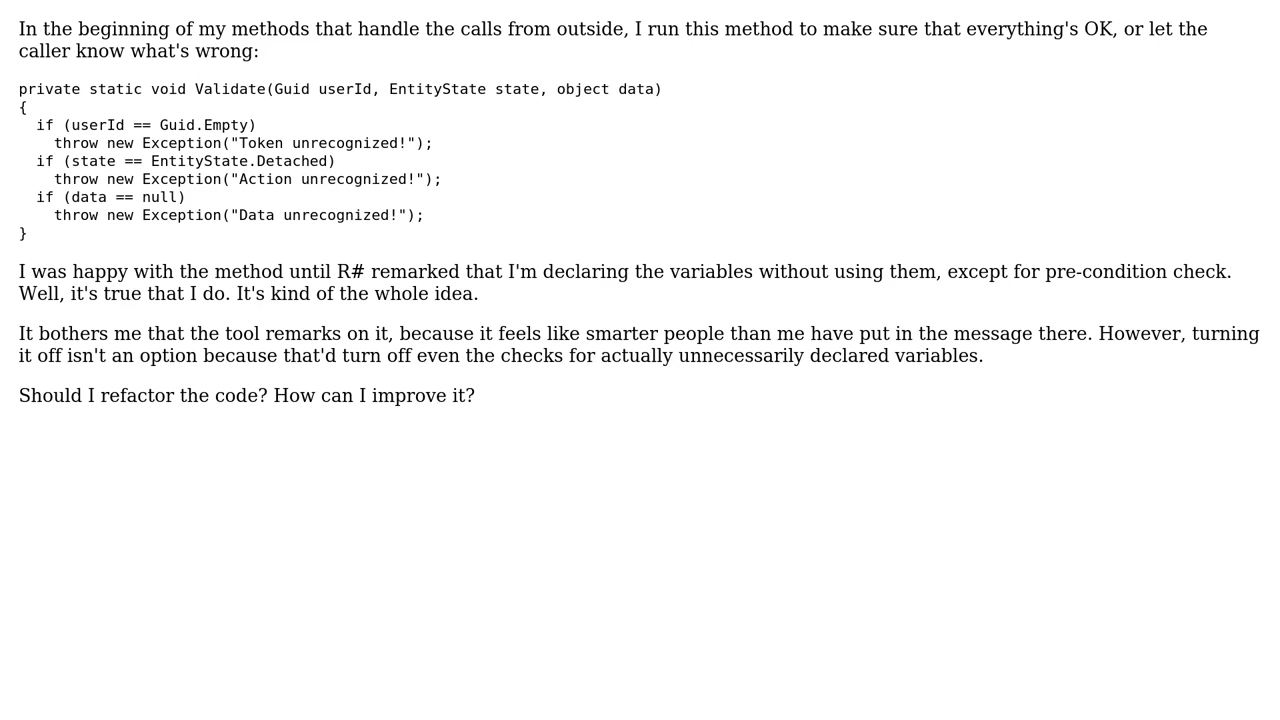 In the beginning of my methods that handle the calls from outside, I run this method to make sure that everything's OK, or let the
caller know what's wrong:
private static void Validate(Guid userId, EntityState state, object data)
{
  if (userId == Guid.Empty)
    throw new Exception("Token unrecognized!");
  if (state == EntityState.Detached)
    throw new Exception("Action unrecognized!");
  if (data == null)
    throw new Exception("Data unrecognized!");
}
I was happy with the method until R# remarked that I'm declaring the variables without using them, except for pre-condition check.
Well, it's true that I do. It's kind of the whole idea.
It bothers me that the tool remarks on it, because it feels like smarter people than me have put in the message there. However, turning
it off isn't an option because that'd turn off even the checks for actually unnecessarily declared variables.
Should I refactor the code? How can I improve it?